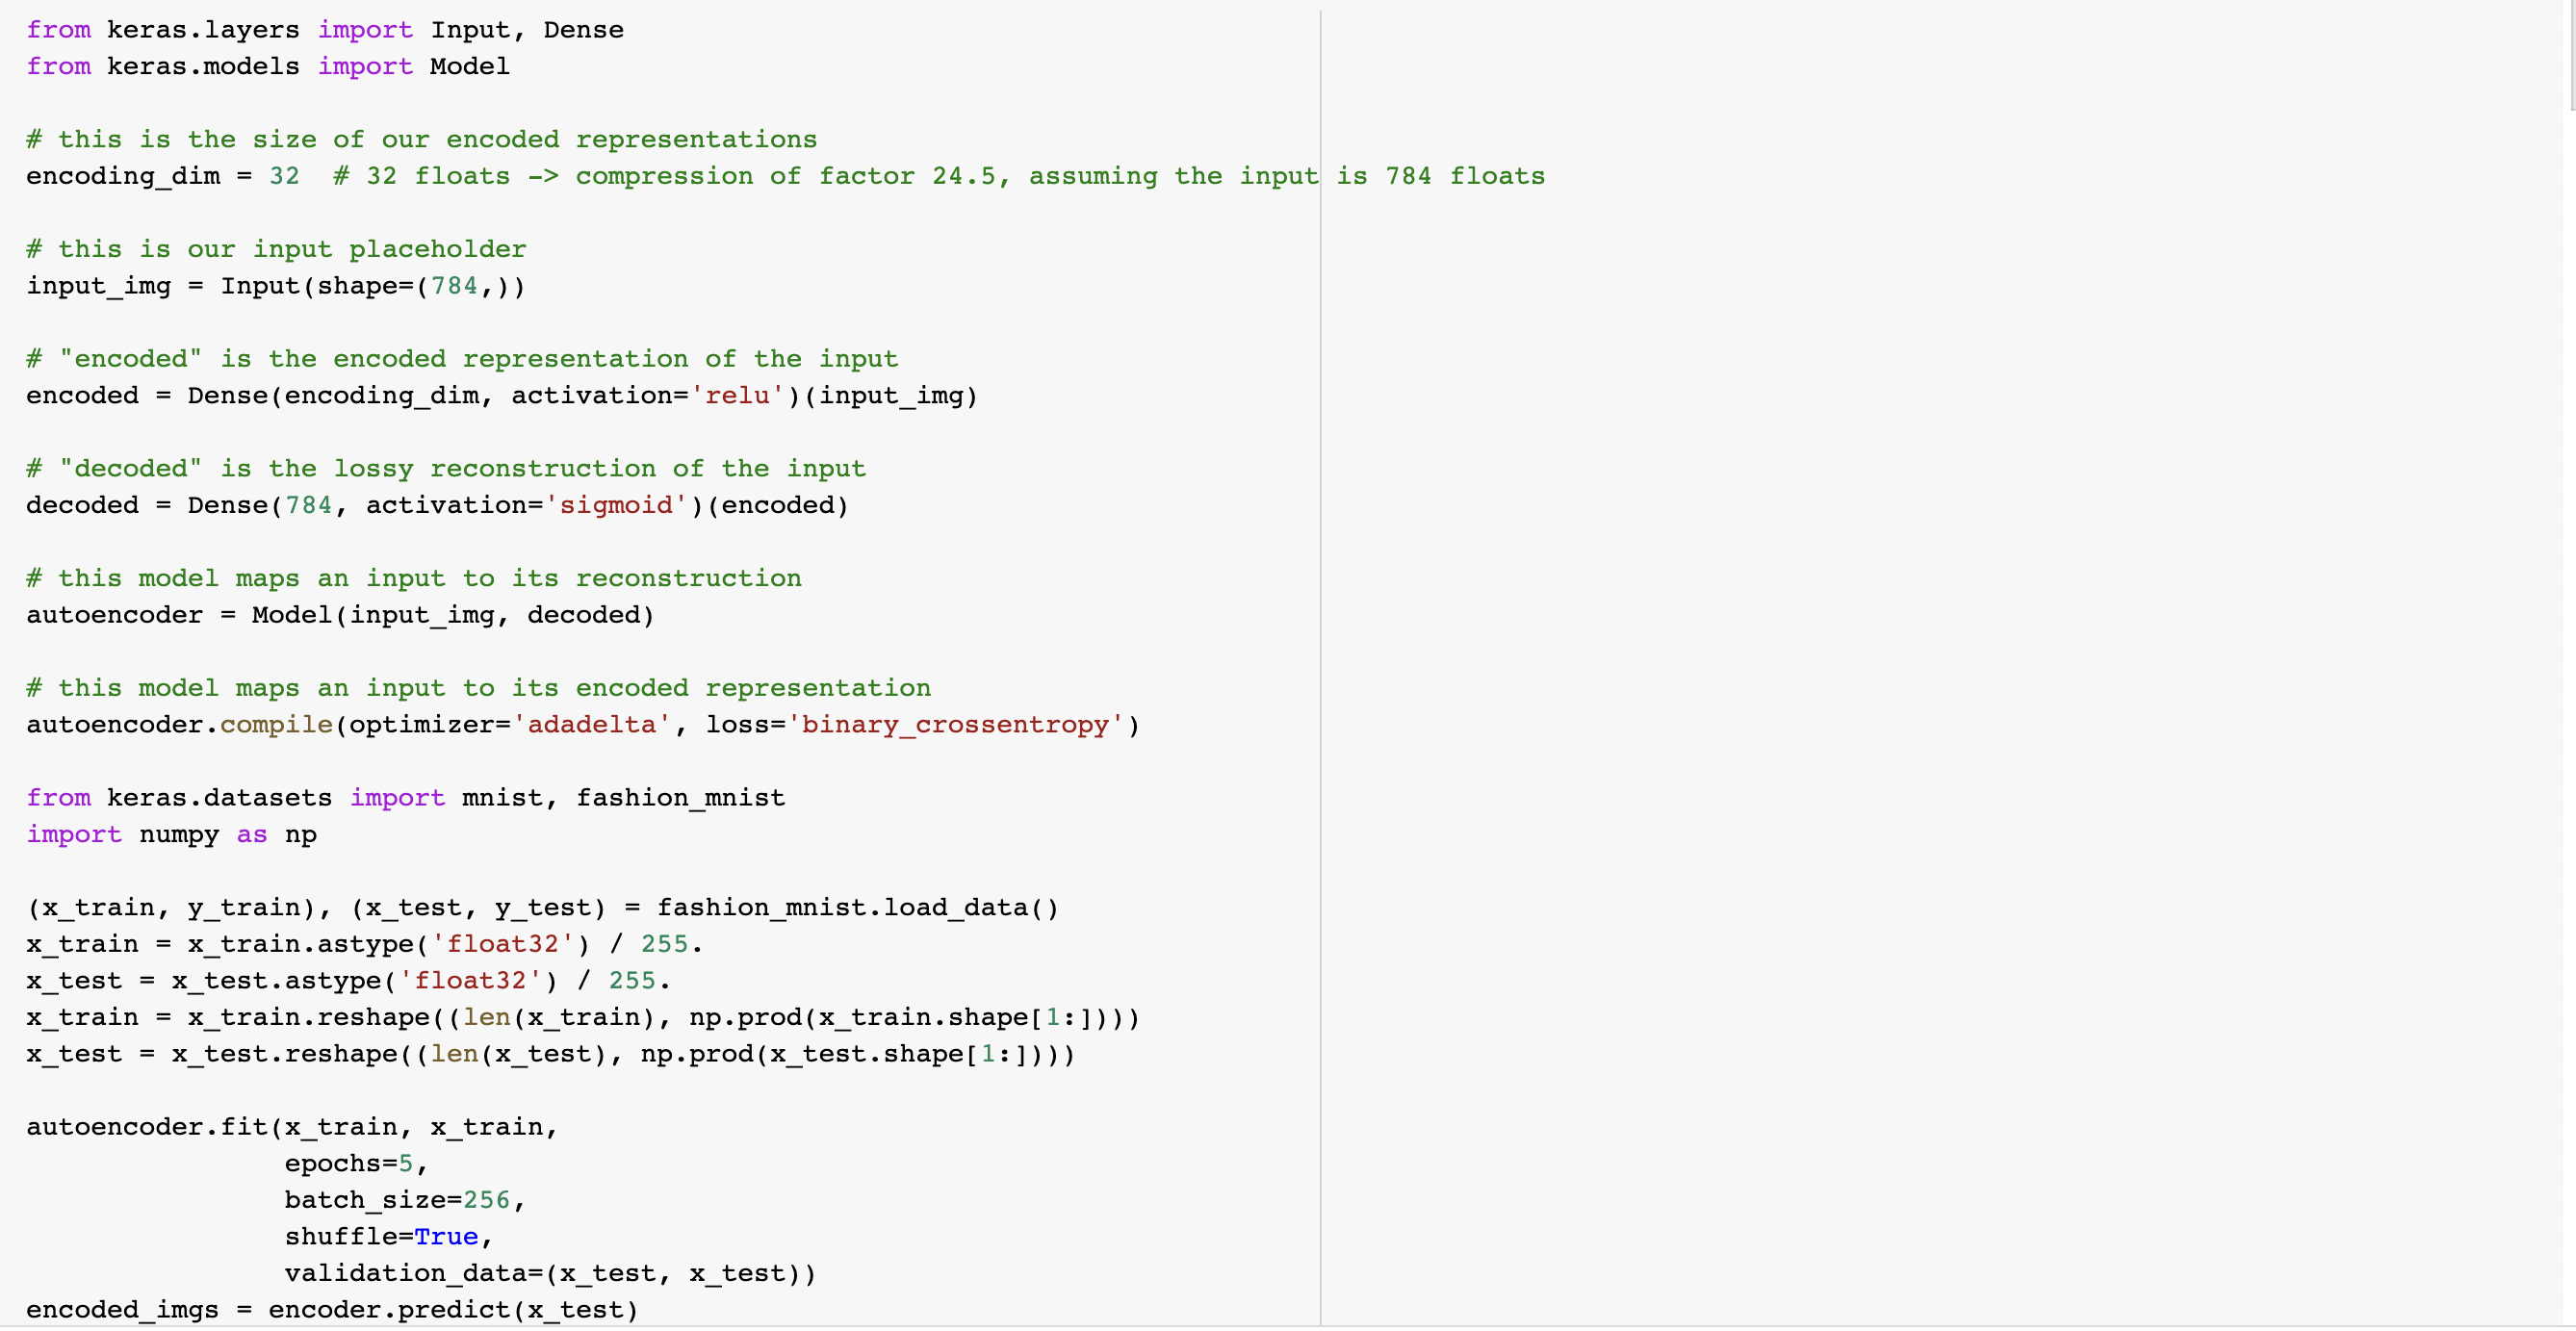 from keras.layers import Input, Dense
from keras.models import Model
# this is the size of our encoded representations
encoding_dim = 32  # 32 floats -> compression of factor 24.5, assuming the input is 784 floats
# this is our input placeholder
input_img = Input(shape=(784,))
# "encoded" is the encoded representation of the input
encoded = Dense(encoding_dim, activation='relu')(input_img)
# "decoded" is the lossy reconstruction of the input
decoded = Dense(784, activation='sigmoid')(encoded)
# this model maps an input to its reconstruction
autoencoder = Model(input_img, decoded)
# this model maps an input to its encoded representation
autoencoder.compile(optimizer='adadelta', loss='binary_crossentropy')
from keras.datasets import mnist, fashion_mnist
import numpy as np
(x_train, y_train), (x_test, y_test) = fashion_mnist.load_data()
x_train = x_train.astype('float32') / 255.
x_test = x_test.astype('float32') / 255.
x_train = x_train.reshape((len(x_train), np.prod(x_train.shape[1:])))
x_test = x_test.reshape((len(x_test), np.prod(x_test.shape[1:])))
autoencoder.fit(x_train, x_train,
                epochs=5,
                batch_size=256,
                shuffle=True,
                validation_data=(x_test, x_test))
encoded_imgs = encoder.predict(x_test)